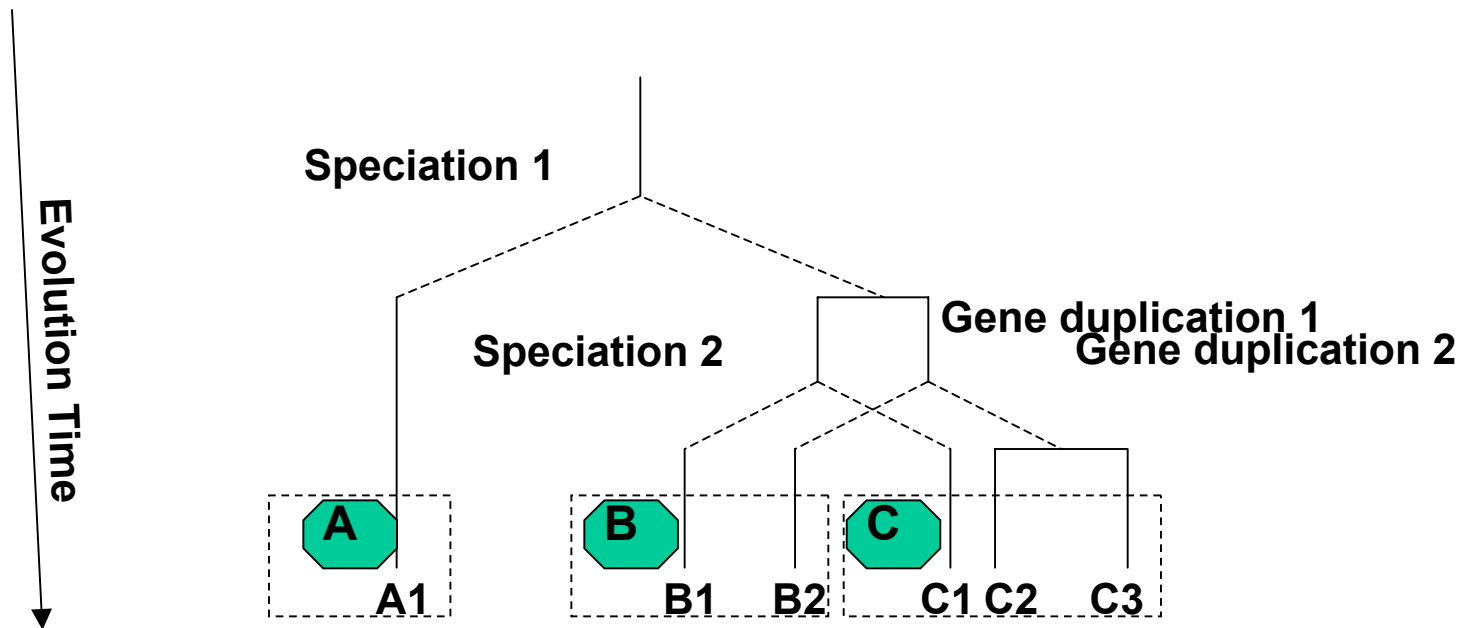 Speciation 1
Evolution Time
Gene duplication 1
Speciation 2
Gene duplication 2
A
B
C
A1
B1
B2
C1
C2
C3